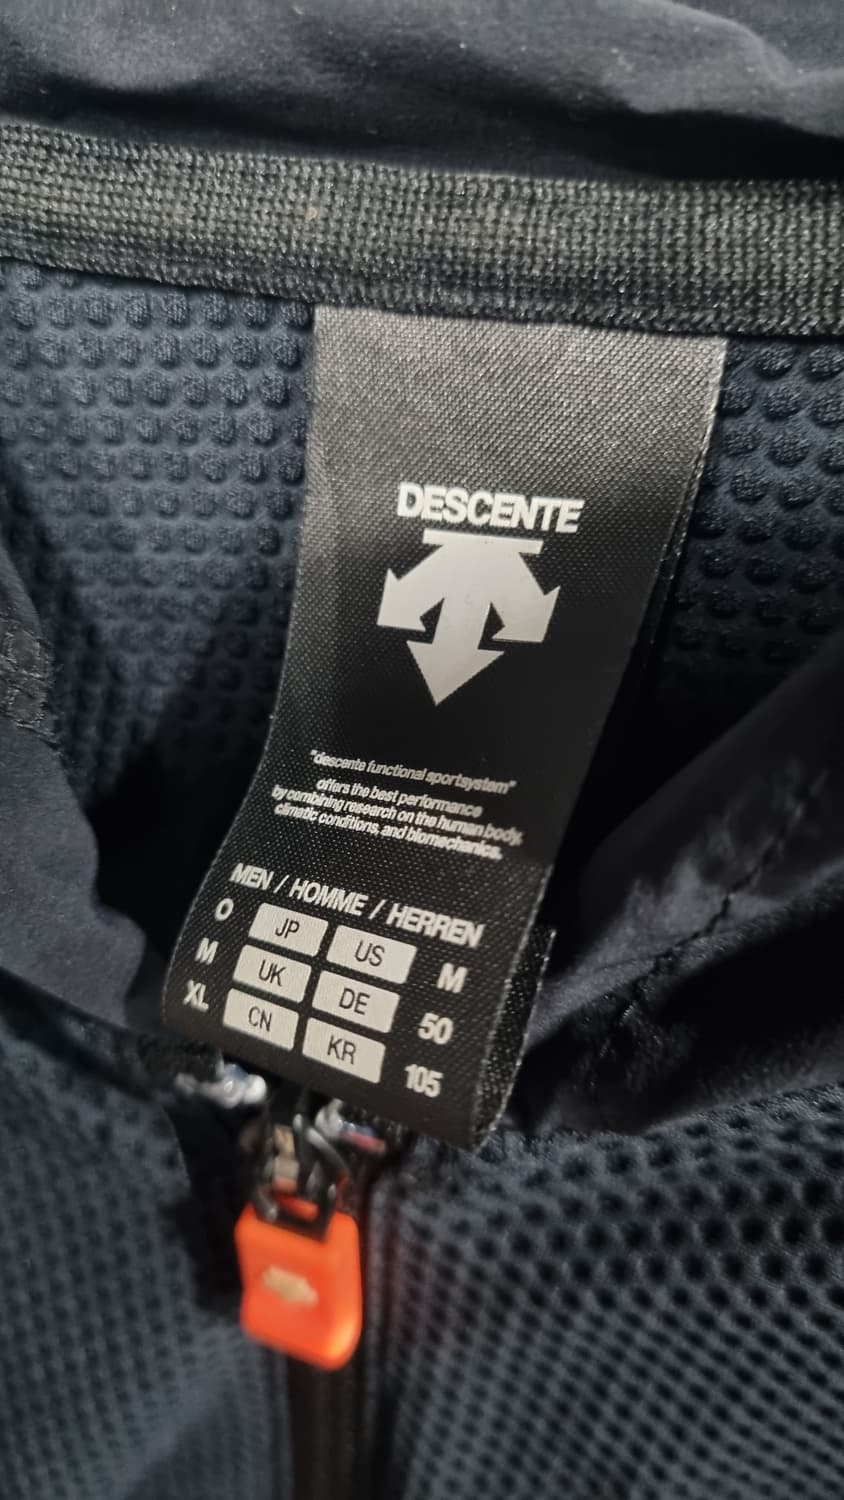 DESCENTE
"descente functional sportsystem"
offers the best performance
by combining research on the human body,
climatic conditions, and biomechanics.
MEN / HOMME / HERREN
O JP US M
M UK DE 50
XL CN KR 105